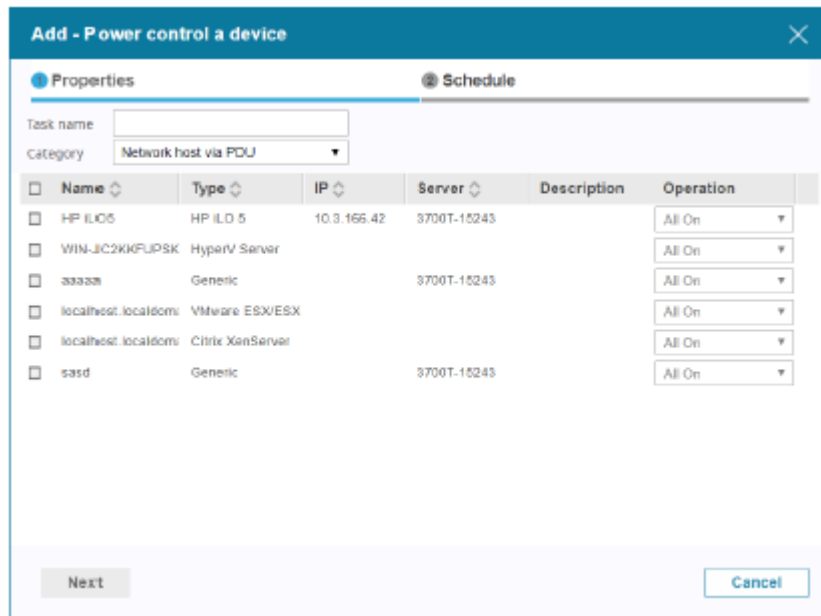 Add - Power control a device
1 Properties 2 Schedule
Task name
Category Network host via PDU
Name Type IP Server Description Operation
HP iLO5 HP iLO 5 10.3.166.42 3700T-15243 All On
WIN-JIC2KKFUPSK HyperV Server All On
aaaaa Generic 3700T-15243 All On
localhost.localdom VMware ESX/ESX All On
localhost.localdom Citrix XenServer All On
sasd Generic 3700T-15243 All On
Next Cancel